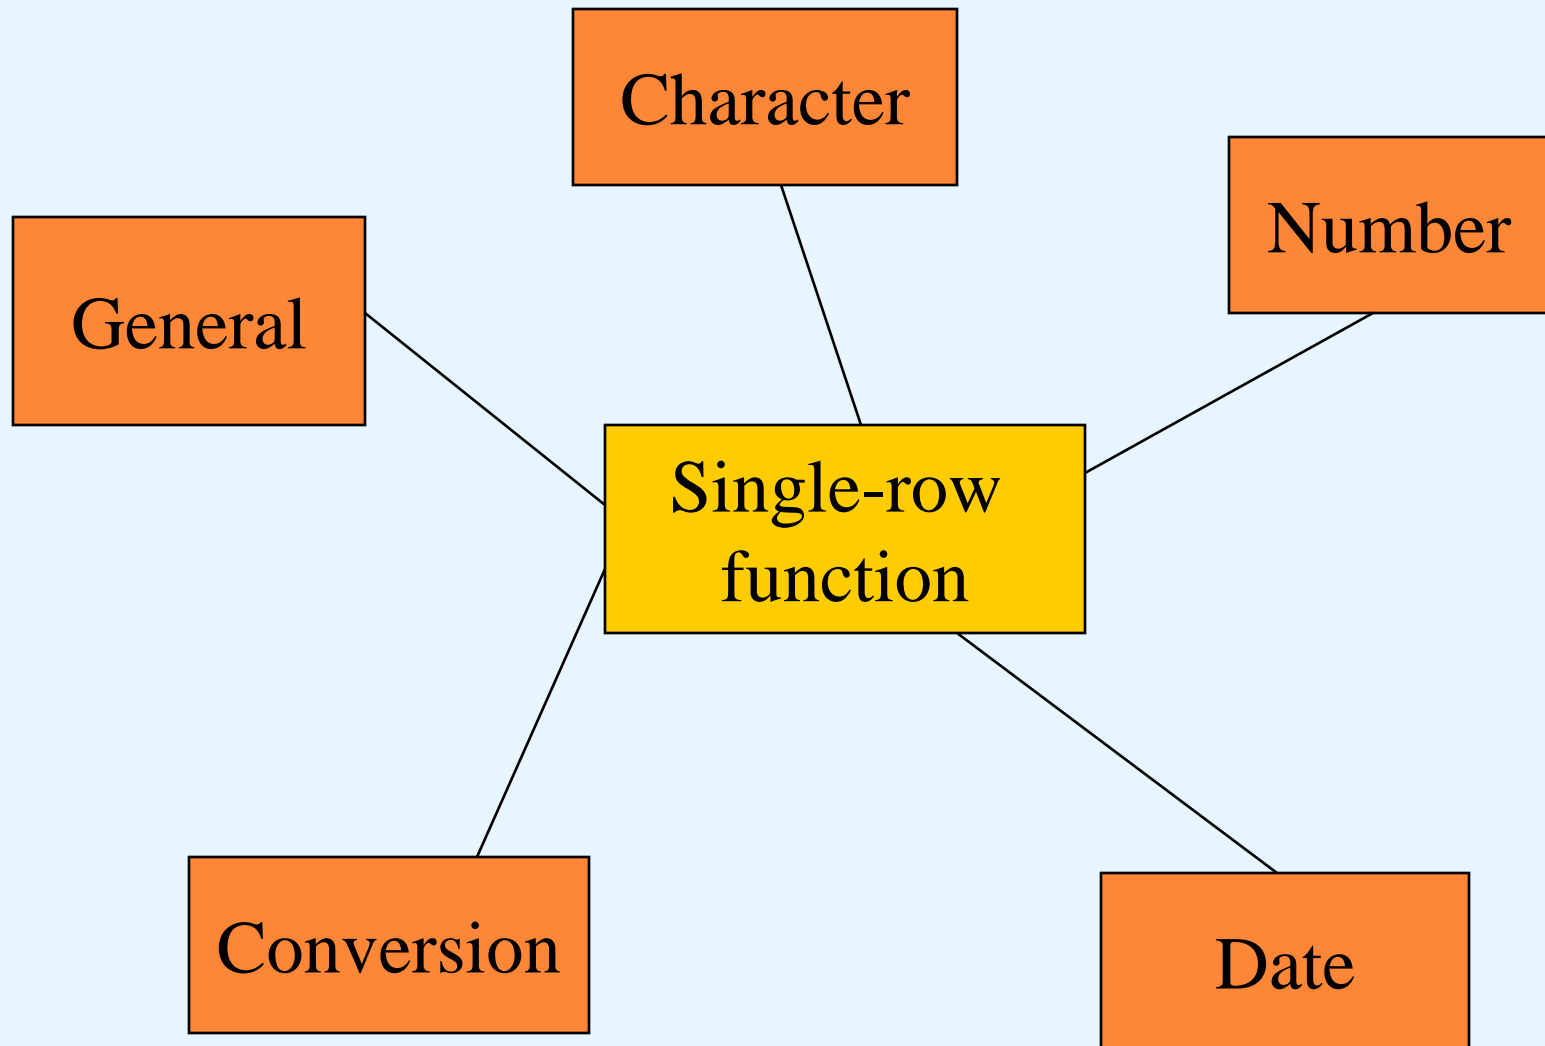 Character
Number
General
Single-row
function
Conversion
Date